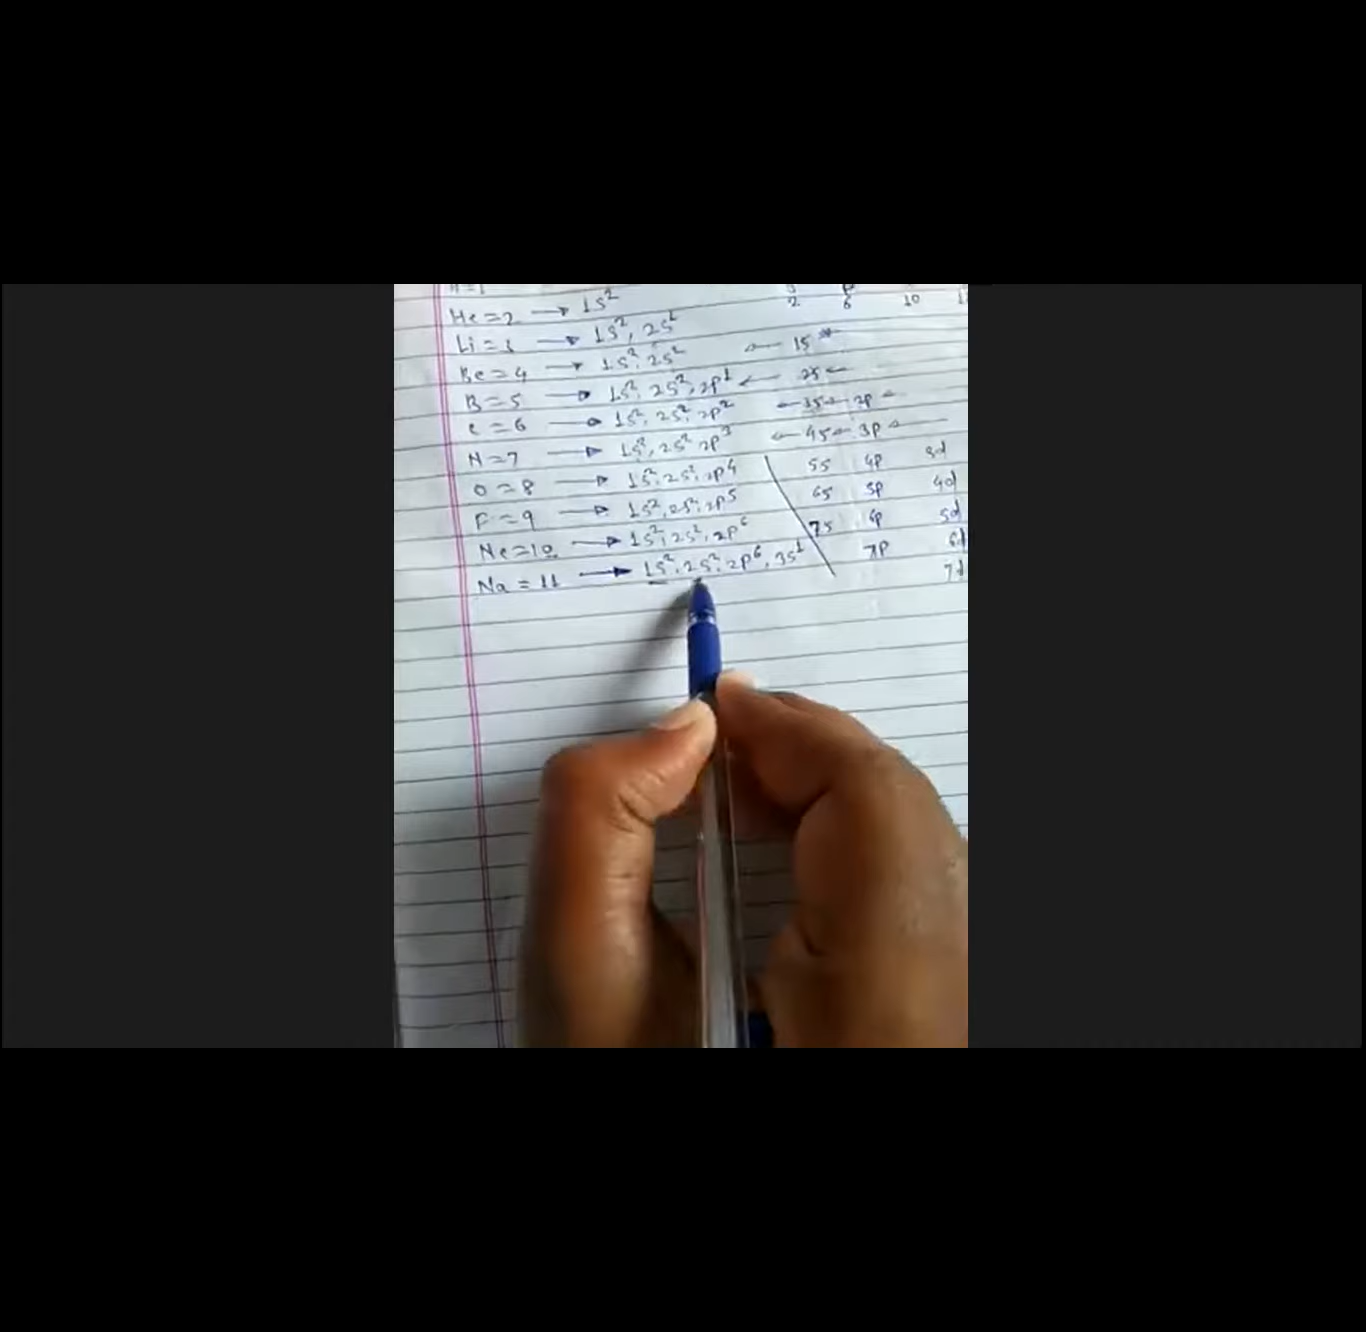 He = 2 → 1s², 
Li = 3 → 1s², 2s¹
Be = 4 → 1s², 2s²
B = 5 → 1s², 2s², 2p¹
C = 6 → 1s², 2s², 2p²
N = 7 → 1s², 2s² 2p³
O = 8 → 1s², 2s², 2p⁴
F = 9 → 1s², 2s², 2p⁵
Ne = 10 → 1s², 2s², 2p⁶
Na = 11 → 1s², 2s², 2p⁶, 3s¹
2 6 10
← 1s
← 2s ←
← 3s ← 2p ←
← 4s ← 3p ←
5s 4p 3d
6s 5p 4d
7s 6p 5d
7p 6d
7d